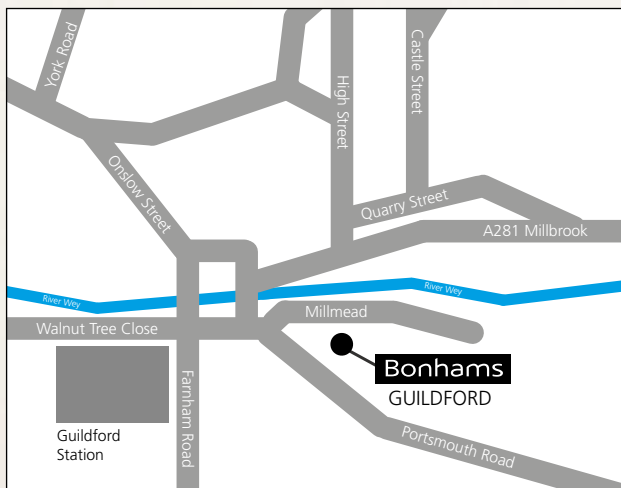 York Road
Onslow Street
High Street
Castle Street
Quarry Street
A281 Millbrook
River Wey
River Wey
Millmead
Walnut Tree Close
Bonhams
GUILDFORD
Guildford
Station
Farnham Road
Portsmouth Road